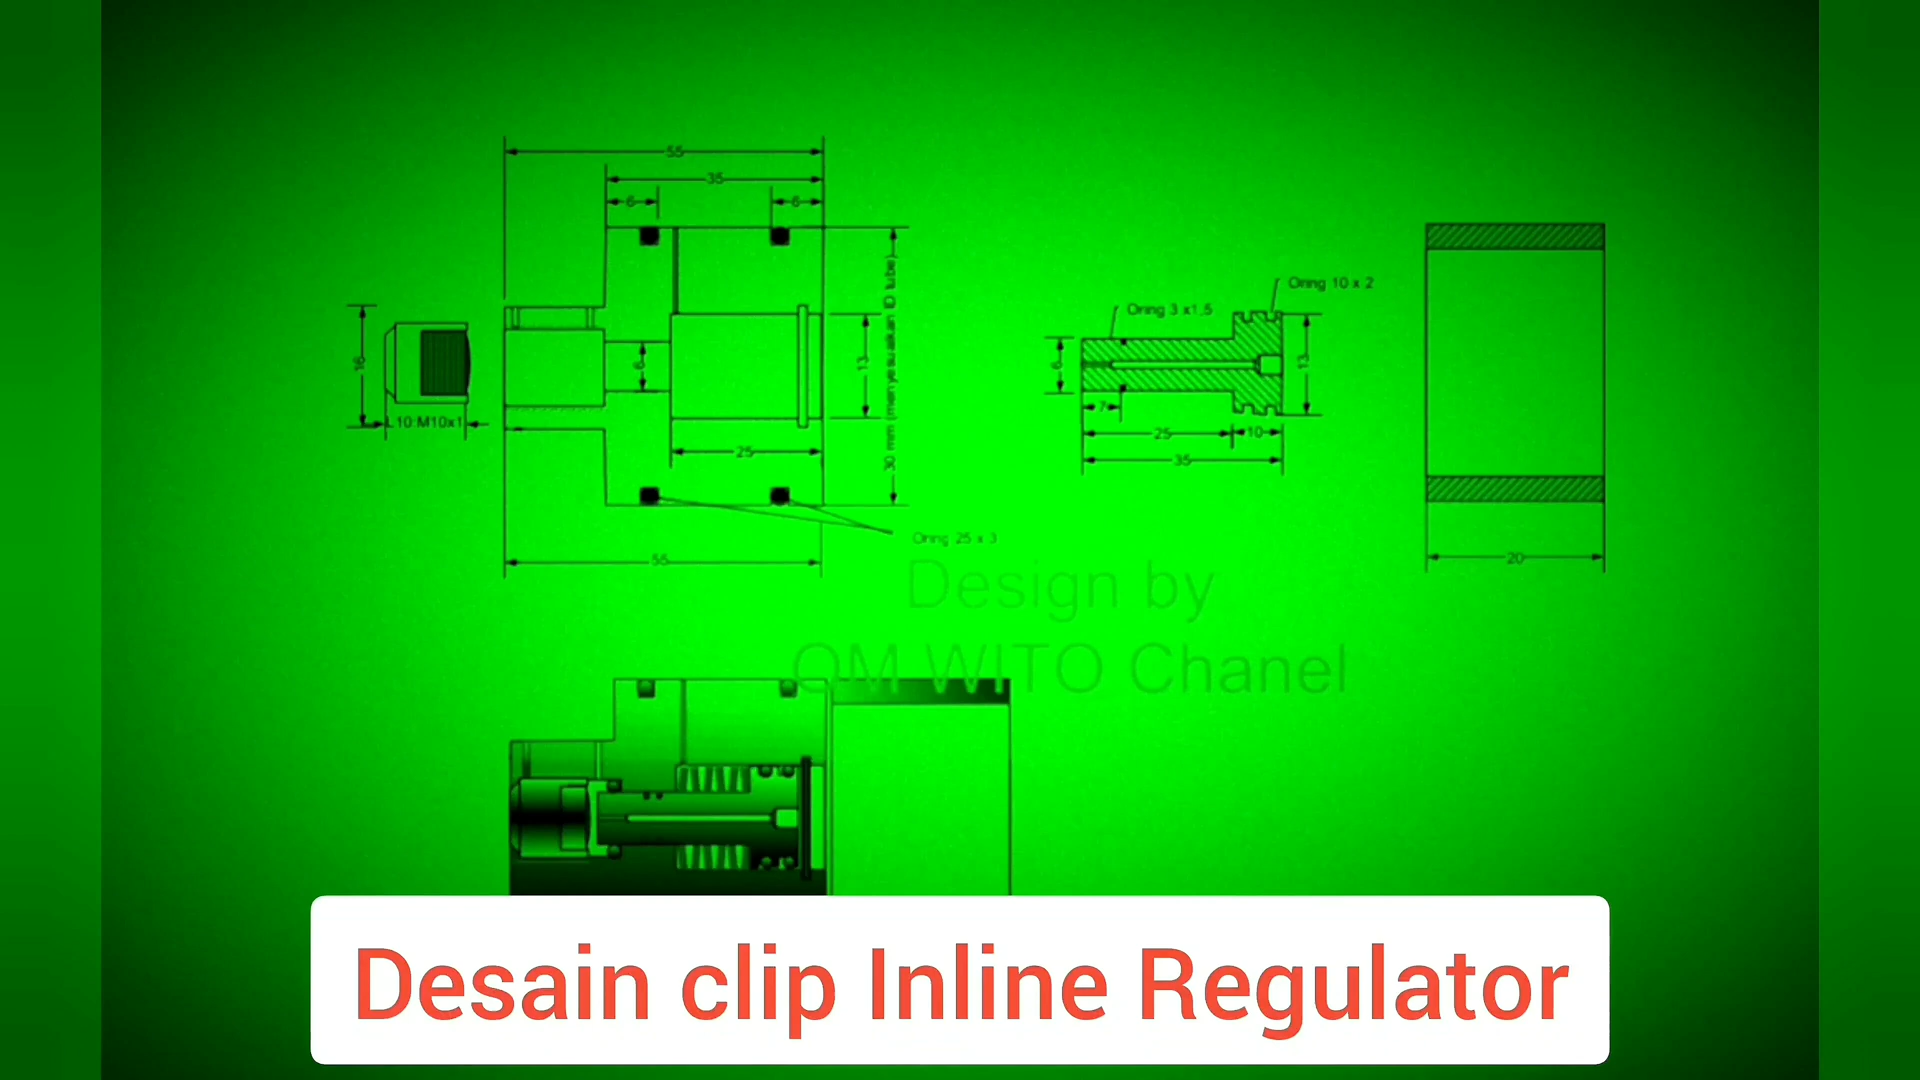 55
35
6
6
Oring 10 x 2
Oring 3 x1,5
16
6
13
30 mm (menyesuaikan ID tube)
6
13
L10:M10x1
7
25
10
25
35
Oring 25 x 3
55
20
Design by
OM WITO Chanel
Desain clip Inline Regulator